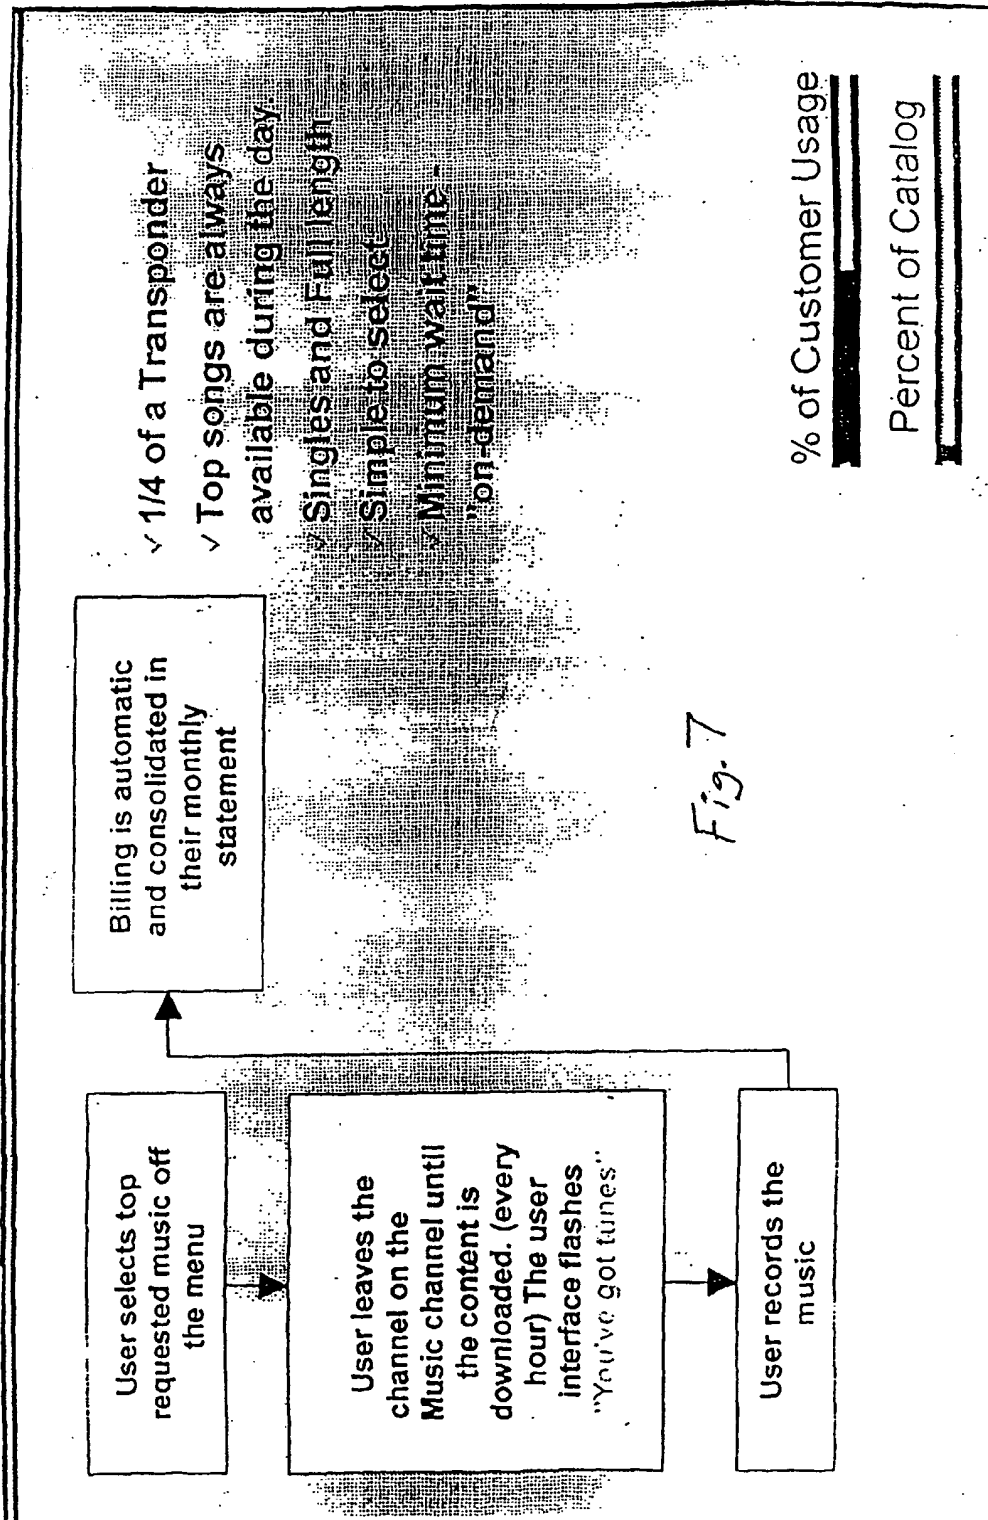 User selects top
requested music off
the menu
User leaves the
channel on the
Music channel until
the content is
downloaded. (every
hour) The user
interface flashes
"You've got tunes"
User records the
music
Billing is automatic
and consolidated in
their monthly
statement
✓ 1/4 of a Transponder
✓ Top songs are always
available during the day
✓ Singles and Full length
✓ Simple to select
✓ Minimum wait time -
"on-demand"
% of Customer Usage
Percent of Catalog
Fig. 7